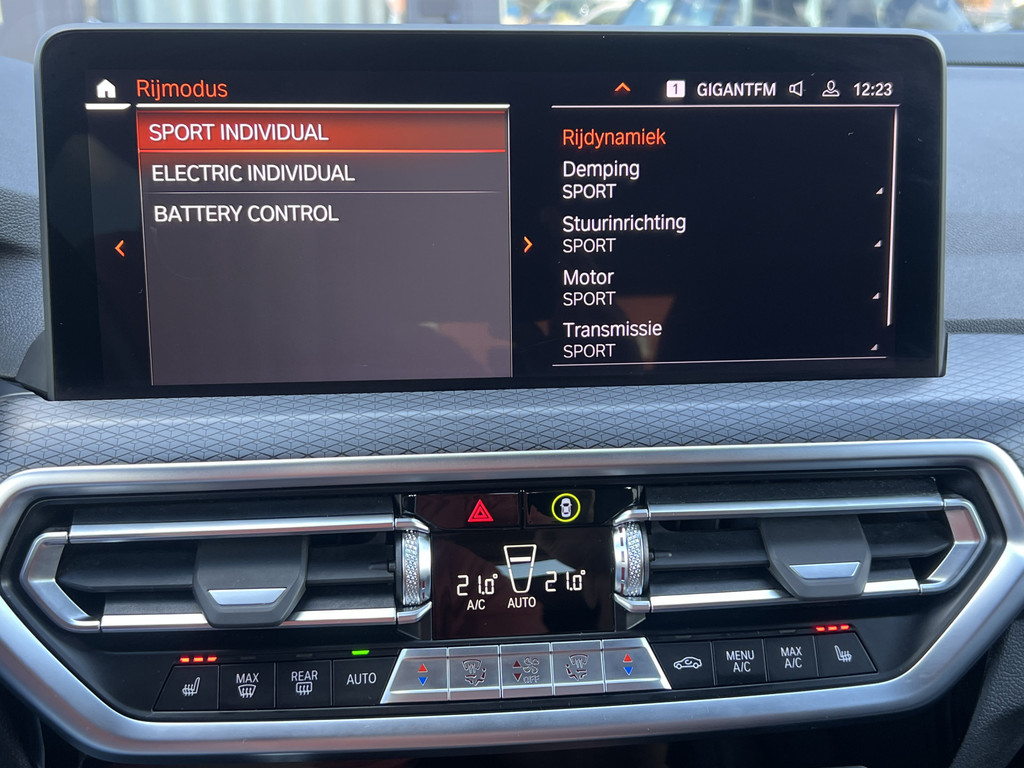 Rijmodus
1 GIGANTFM 12:23
SPORT INDIVIDUAL
ELECTRIC INDIVIDUAL
BATTERY CONTROL
Rijdynamiek
Demping
SPORT
Stuurinrichting
SPORT
Motor
SPORT
Transmissie
SPORT
21.0° 21.0°
A/C AUTO
MAX
REAR
AUTO
OFF
MENU
A/C
MAX
A/C